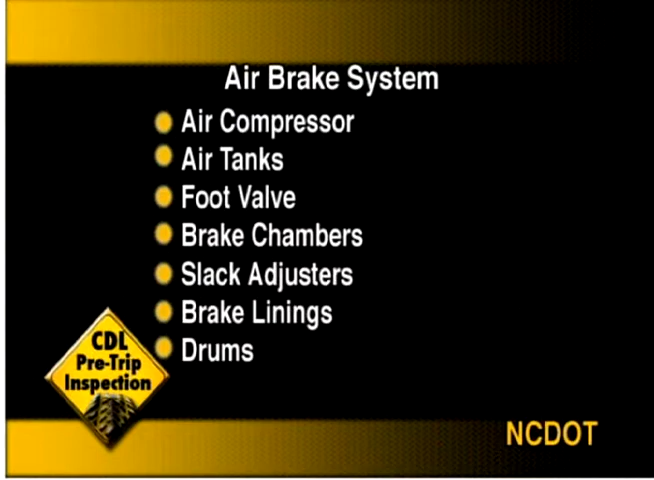 Air Brake System
Air Compressor
Air Tanks
Foot Valve
Brake Chambers
Slack Adjusters
Brake Linings
Drums
CDL
Pre-Trip
Inspection
NCDOT